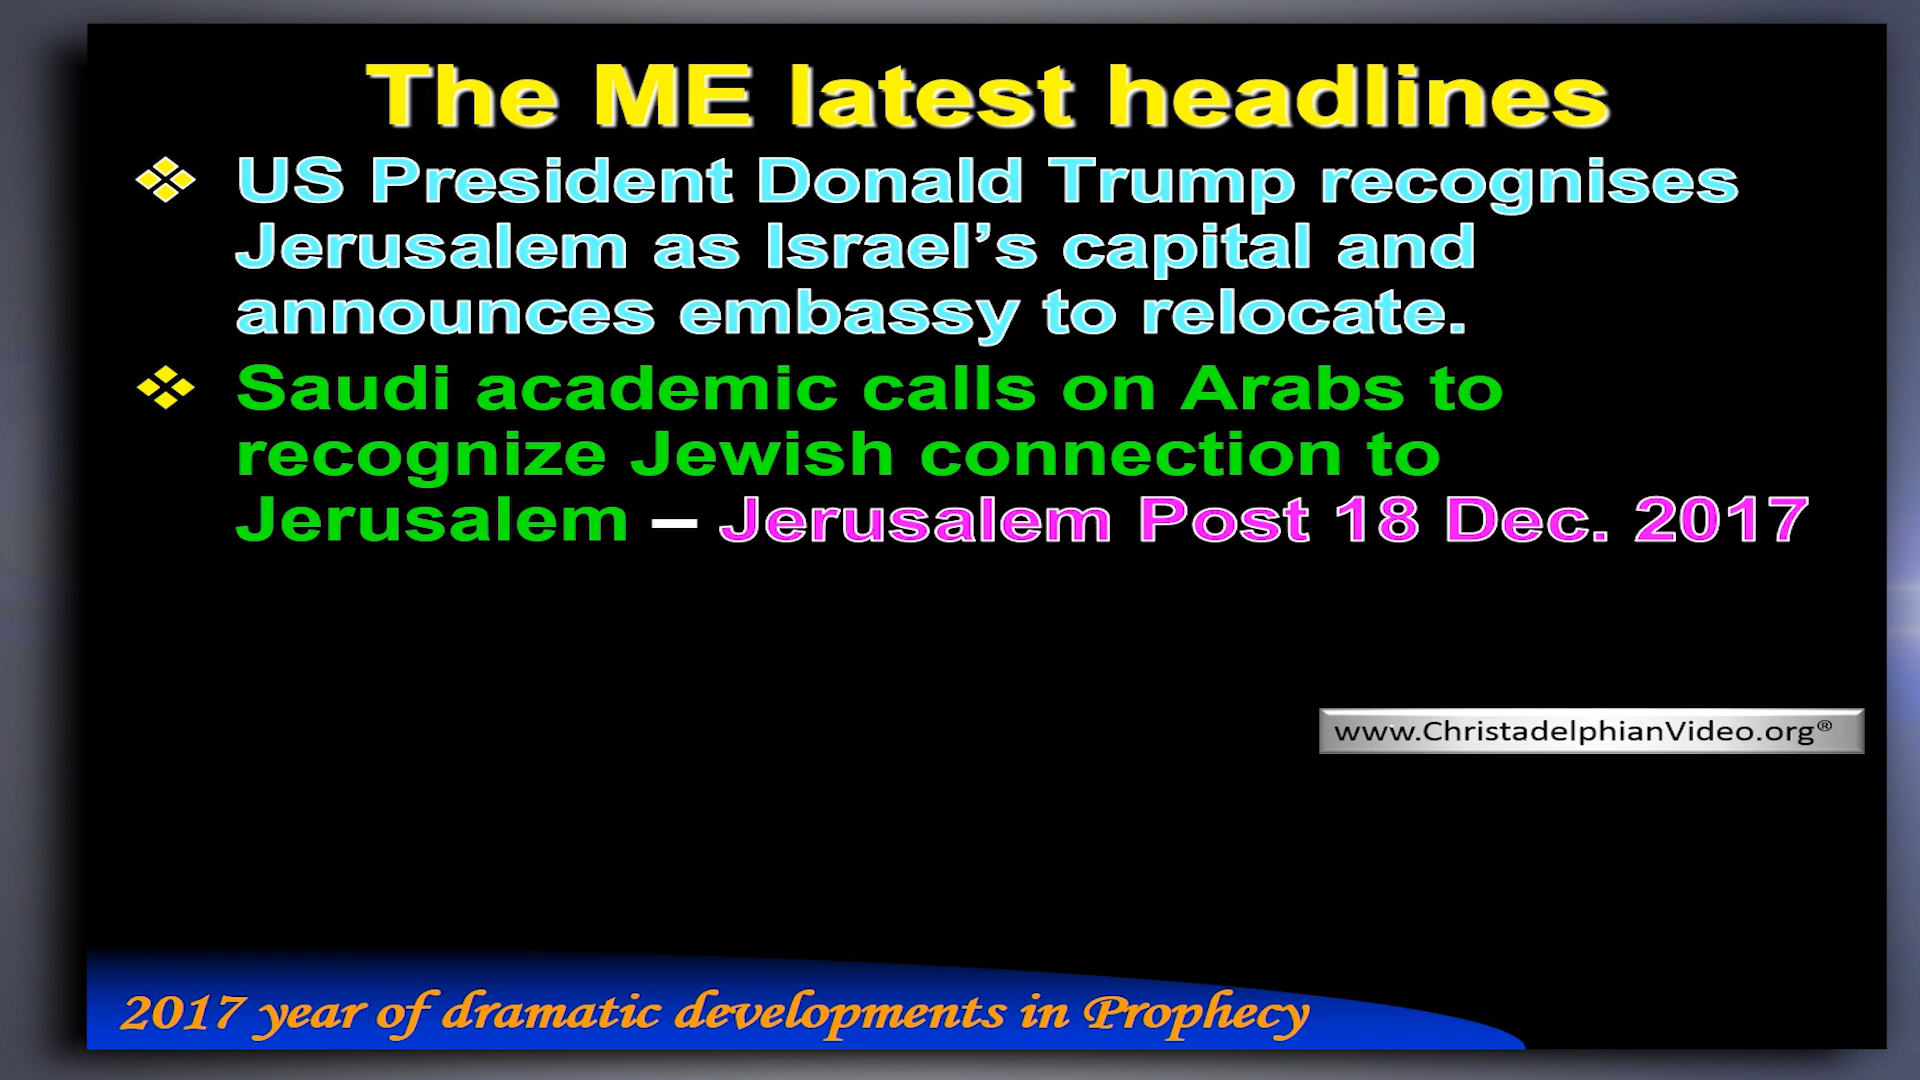 The ME latest headlines
US President Donald Trump recognises
Jerusalem as Israel’s capital and
announces embassy to relocate.
Saudi academic calls on Arabs to
recognize Jewish connection to
Jerusalem – Jerusalem Post 18 Dec. 2017
www.ChristadelphianVideo.org®
2017 year of dramatic developments in Prophecy